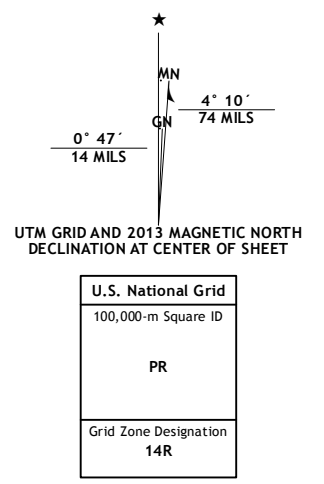 ★
MN
4° 10´
74 MILS
GN
0° 47´
14 MILS
UTM GRID AND 2013 MAGNETIC NORTH
DECLINATION AT CENTER OF SHEET
U.S. National Grid
100,000-m Square ID
PR
Grid Zone Designation
14R